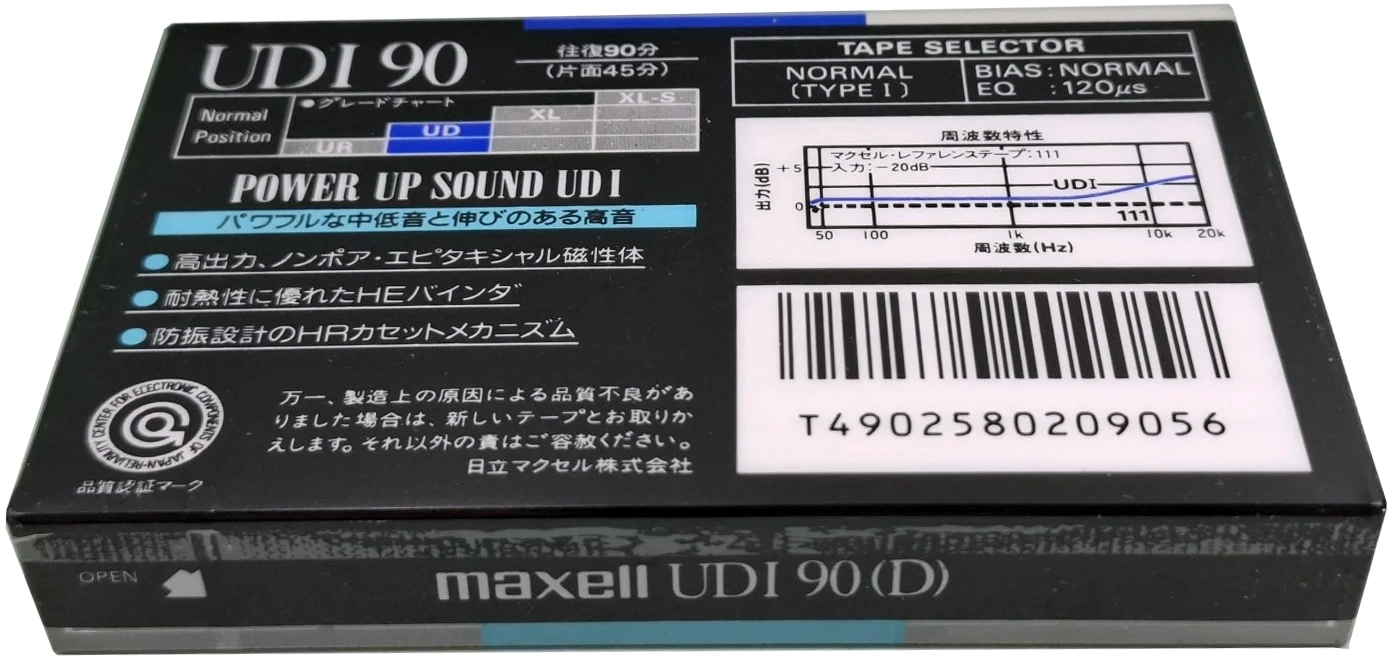 UDI 90
往復90分
(片面45分)
Normal
Position
●グレードチャート
UR
UD
XL
XL-S
POWER UP SOUND UD I
パワフルな中低音と伸びのある高音
●高出力、ノンポア・エピタキシャル磁性体
●耐熱性に優れたHEバインダ
●防振設計のHRカセットメカニズム
RELIABILITY CENTER FOR ELECTRONIC COMPONENTS OF JAPAN
品質認証マーク
万一、製造上の原因による品質不良があ
りました場合は、新しいテープとお取りか
えします。それ以外の責はご容赦ください。
日立マクセル株式会社
TAPE SELECTOR
NORMAL
(TYPE I)
BIAS: NORMAL
EQ : 120μs
周波数特性
マクセル・レファレンステープ:111
入力:−20dB
出力(dB)
+5
0
UDI
111
50 100 1k 10k 20k
周波数(Hz)
T4902580209056
OPEN
maxell UDI 90 (D)